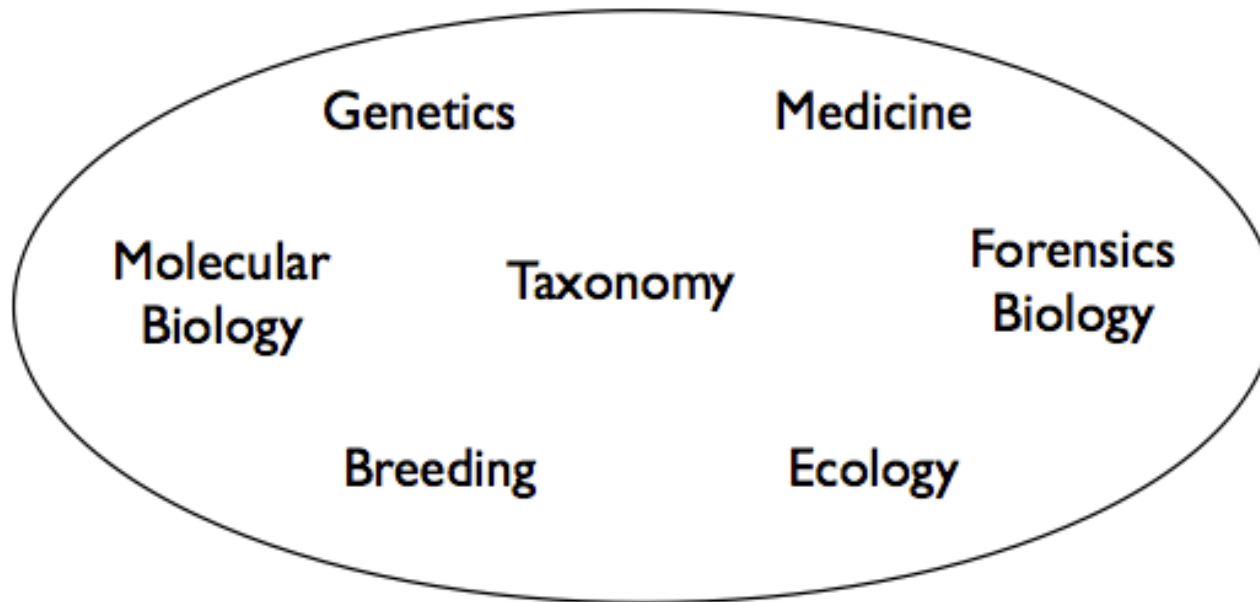 Genetics
Medicine
Molecular
Biology
Taxonomy
Forensics
Biology
Breeding
Ecology